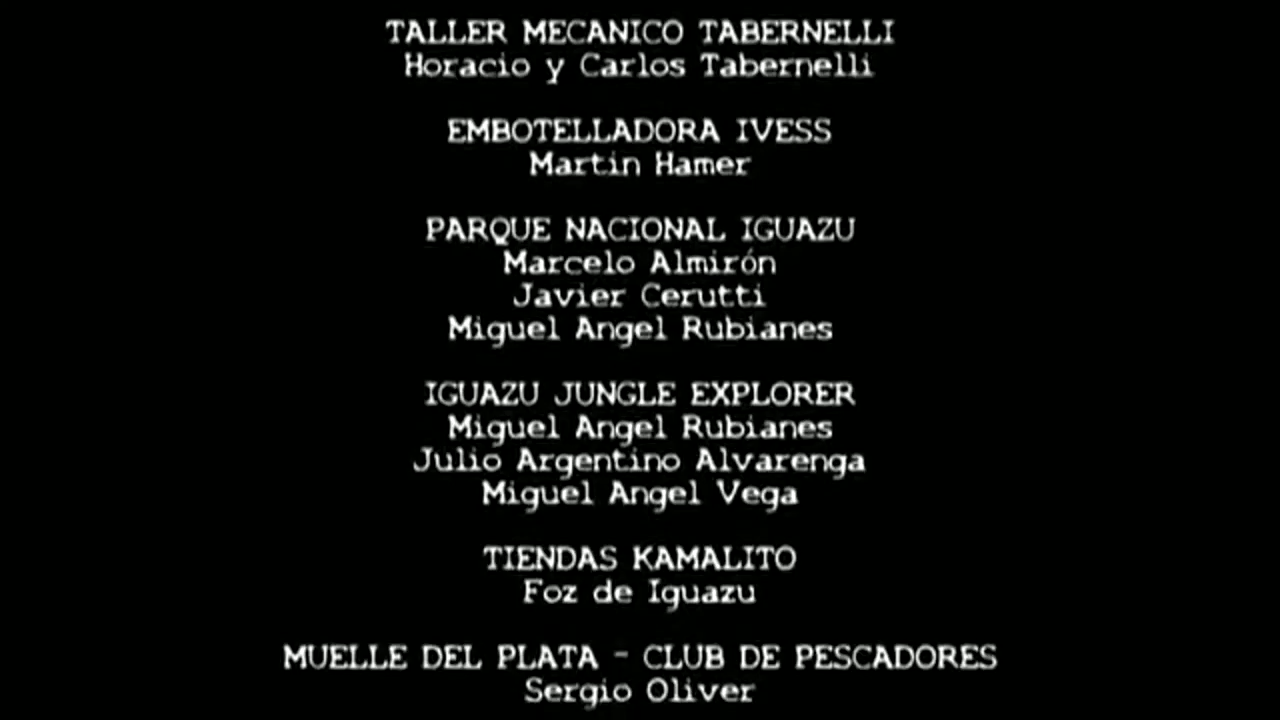 TALLER MECANICO TABERNELLI
Horacio y Carlos Tabernelli
EMBOTELLADORA IVESS
Martin Hamer
PARQUE NACIONAL IGUAZU
Marcelo Almirón
Javier Cerutti
Miguel Angel Rubianes
IGUAZU JUNGLE EXPLORER
Miguel Angel Rubianes
Julio Argentino Alvarenga
Miguel Angel Vega
TIENDAS KAMALITO
Foz de Iguazu
MUELLE DEL PLATA - CLUB DE PESCADORES
Sergio Oliver